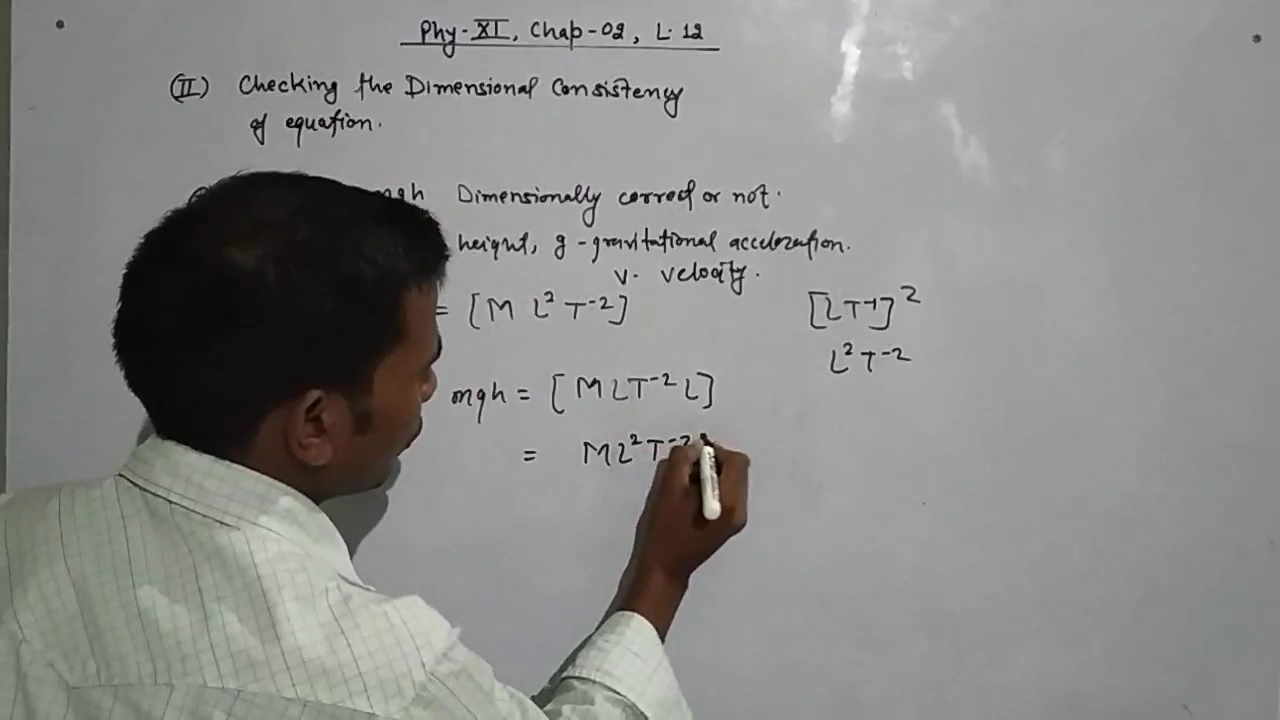 Phy-XI, Chap-02, L-12
(II) Checking the Dimensional Consistency
of equation.
mgh Dimensionally correct or not.
height, g - gravitational acceleration.
v - velocity.
= [M L² T⁻²] [LT⁻¹]²
L²T⁻²
mgh = [MLT⁻²L]
= ML²T⁻²